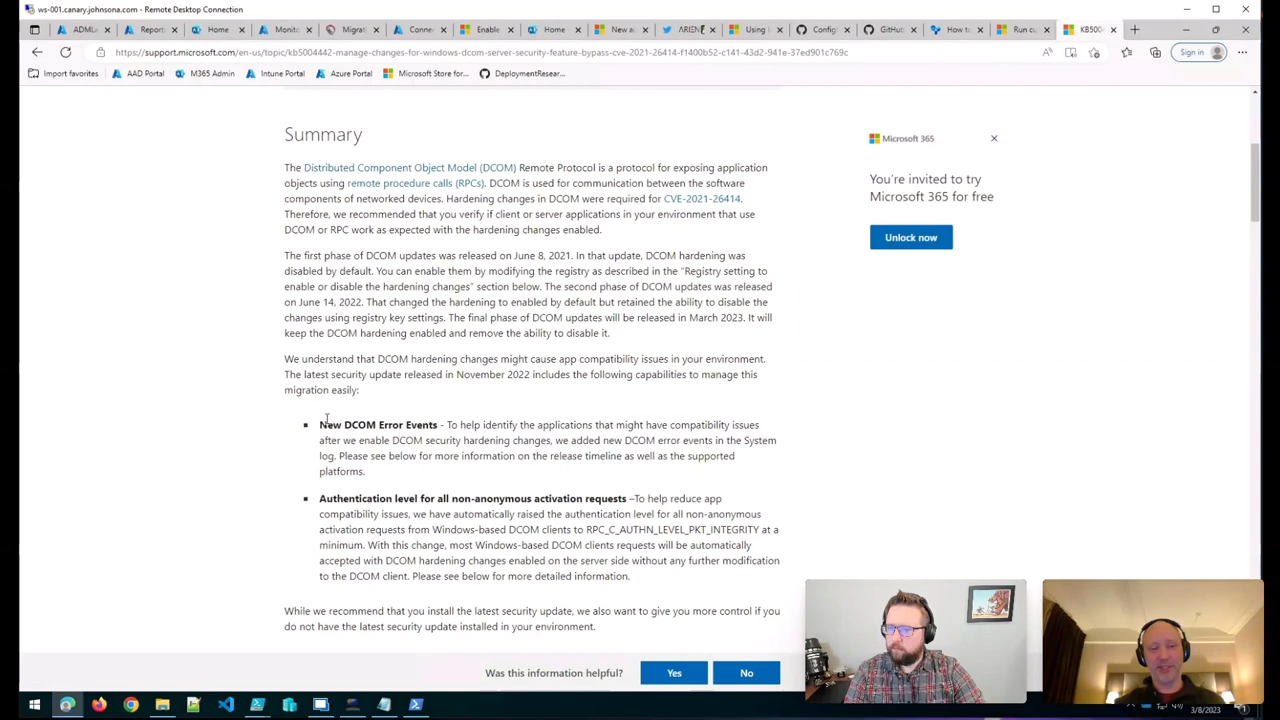 ws-001.canary.johnsona.com - Remote Desktop Connection
ADMLa
Report
Home
Monito
Migrat
Conne
Enable
Home
New a
ARIEN
Using
Config
GitHub
How to
Run cu
KB500
https://support.microsoft.com/en-us/topic/kb5004442-manage-changes-for-windows-dcom-server-security-feature-bypass-cve-2021-26414-f1400b52-c141-43d2-941e-37ed901c769c
Sign in
Import favorites
AAD Portal
M365 Admin
Intune Portal
Azure Portal
Microsoft Store for...
DeploymentResear...
Summary
The Distributed Component Object Model (DCOM) Remote Protocol is a protocol for exposing application
objects using remote procedure calls (RPCs). DCOM is used for communication between the software
components of networked devices. Hardening changes in DCOM were required for CVE-2021-26414.
Therefore, we recommended that you verify if client or server applications in your environment that use
DCOM or RPC work as expected with the hardening changes enabled.
The first phase of DCOM updates was released on June 8, 2021. In that update, DCOM hardening was
disabled by default. You can enable them by modifying the registry as described in the "Registry setting to
enable or disable the hardening changes" section below. The second phase of DCOM updates was released
on June 14, 2022. That changed the hardening to enabled by default but retained the ability to disable the
changes using registry key settings. The final phase of DCOM updates will be released in March 2023. It will
keep the DCOM hardening enabled and remove the ability to disable it.
We understand that DCOM hardening changes might cause app compatibility issues in your environment.
The latest security update released in November 2022 includes the following capabilities to manage this
migration easily:
New DCOM Error Events - To help identify the applications that might have compatibility issues
after we enable DCOM security hardening changes, we added new DCOM error events in the System
log. Please see below for more information on the release timeline as well as the supported
platforms.
Authentication level for all non-anonymous activation requests –To help reduce app
compatibility issues, we have automatically raised the authentication level for all non-anonymous
activation requests from Windows-based DCOM clients to RPC_C_AUTHN_LEVEL_PKT_INTEGRITY at a
minimum. With this change, most Windows-based DCOM clients requests will be automatically
accepted with DCOM hardening changes enabled on the server side without any further modification
to the DCOM client. Please see below for more detailed information.
While we recommend that you install the latest security update, we also want to give you more control if you
do not have the latest security update installed in your environment.
Microsoft 365
You're invited to try
Microsoft 365 for free
Unlock now
Was this information helpful?
Yes
No
3/8/2023